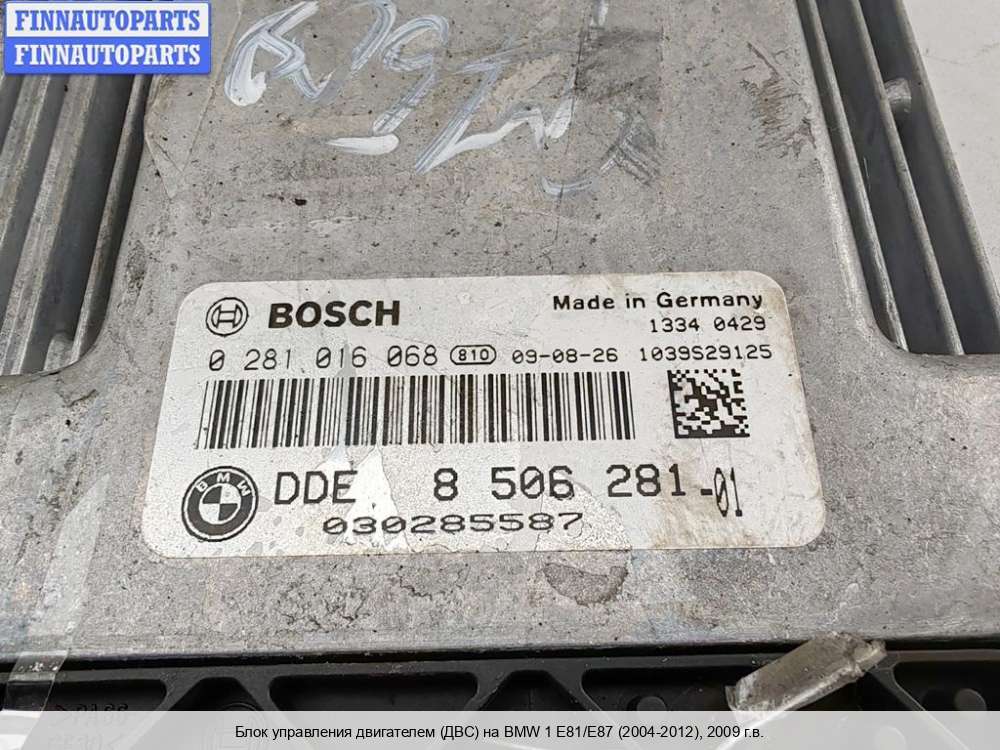 FINNAUTOPARTS
FINNAUTOPARTS
BOSCH
Made in Germany
1334 0429
0 281 016 068 810 09-08-26 1039S29125
BMW
DDE 8 506 281-01
030285587
Блок управления двигателем (ДВС) на BMW 1 E81/E87 (2004-2012), 2009 г.в.